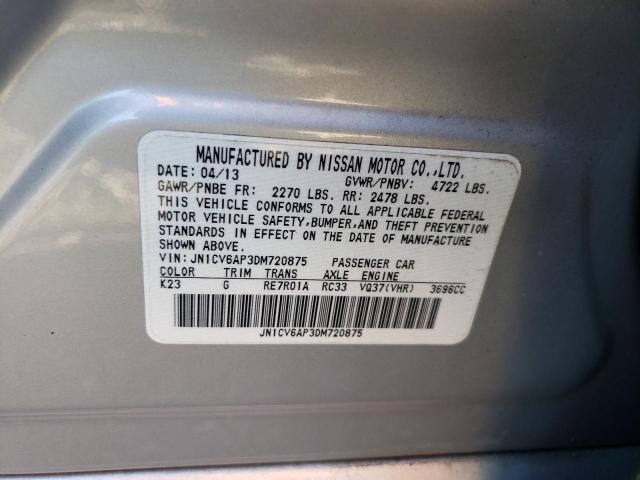 MANUFACTURED BY NISSAN MOTOR CO.,LTD.
DATE: 04/13 GVWR/PNBV: 4722 LBS.
GAWR/PNBE FR: 2270 LBS. RR: 2478 LBS.
THIS VEHICLE CONFORMS TO ALL APPLICABLE FEDERAL
MOTOR VEHICLE SAFETY,BUMPER,AND THEFT PREVENTION
STANDARDS IN EFFECT ON THE DATE OF MANUFACTURE
SHOWN ABOVE.
VIN: JN1CV6AP3DM720875 PASSENGER CAR
COLOR TRIM TRANS AXLE ENGINE
K23 G RE7R01A RC33 VQ37(VHR) 3696CC
JN1CV6AP3DM720875